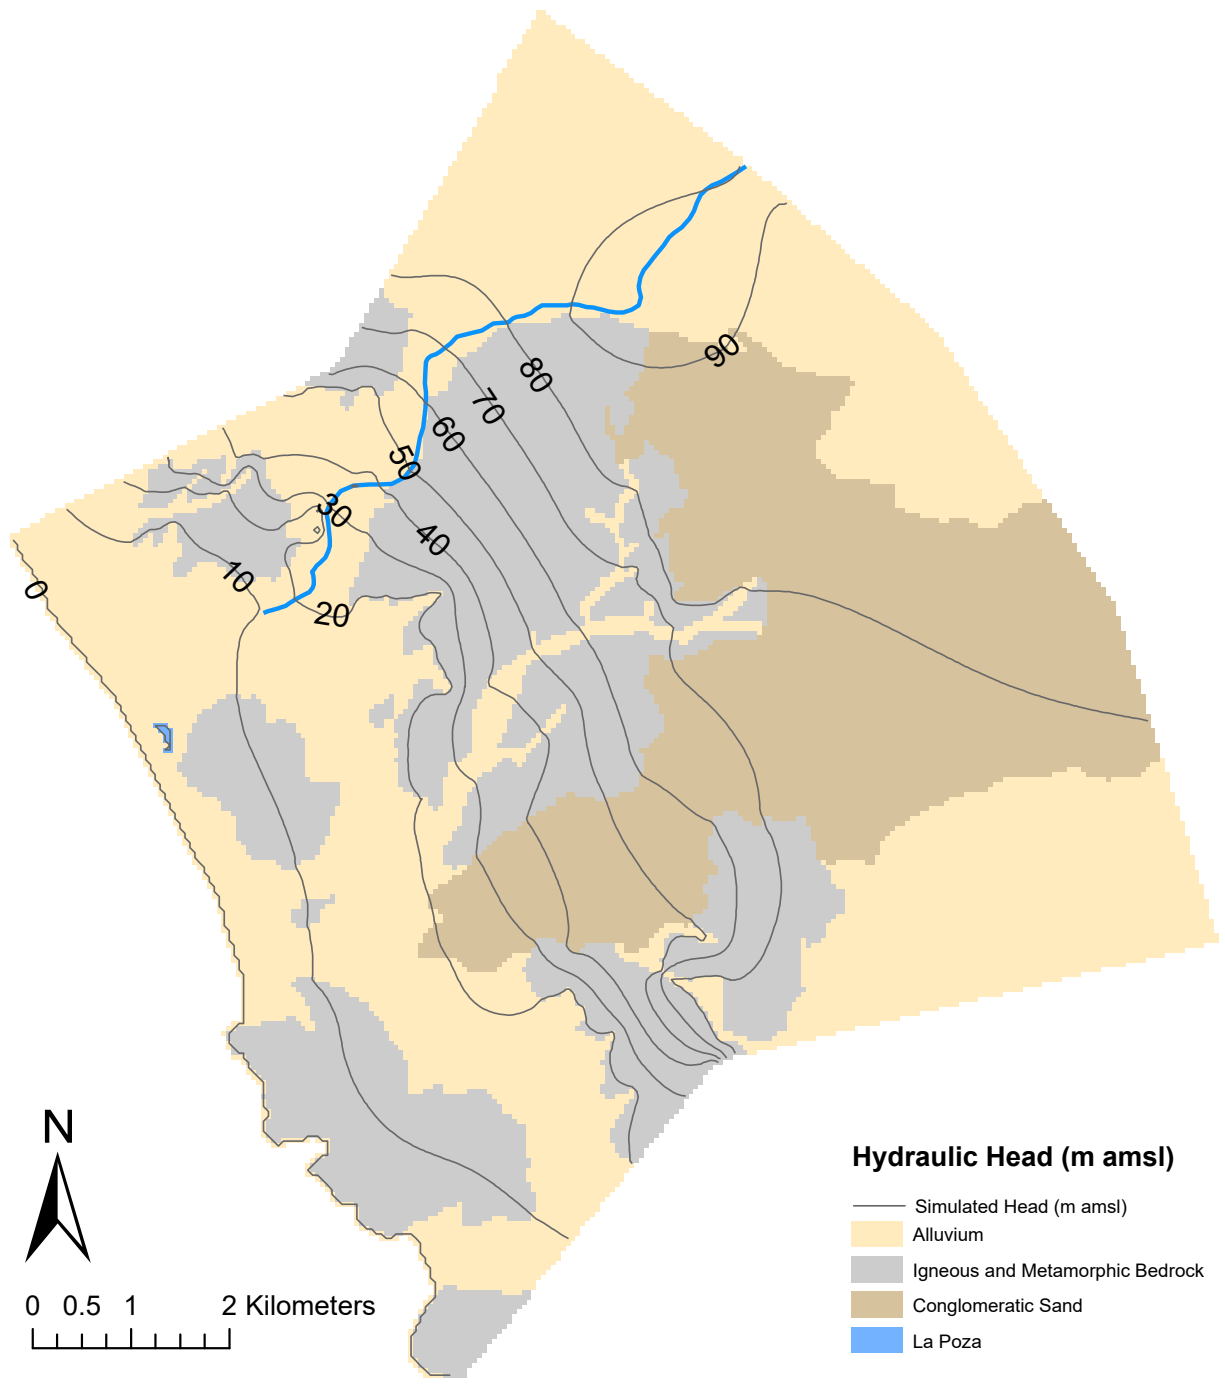 90
80
70
60
50
30
40
10
0
20
N
0 0.5 1 2 Kilometers
Hydraulic Head (m amsl)
Simulated Head (m amsl)
Alluvium
Igneous and Metamorphic Bedrock
Conglomeratic Sand
La Poza